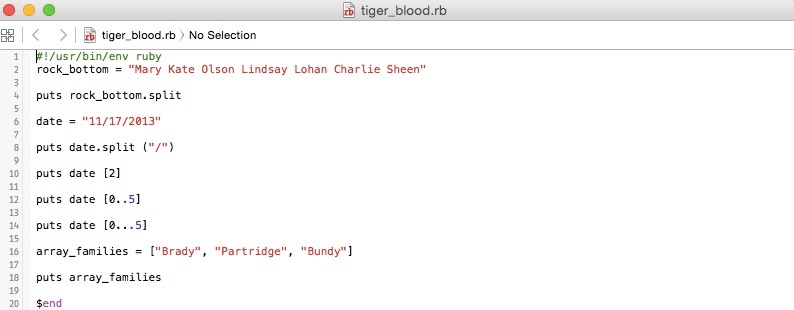 tiger_blood.rb
tiger_blood.rb 〉 No Selection
1 #!/usr/bin/env ruby
2 rock_bottom = "Mary Kate Olson Lindsay Lohan Charlie Sheen"
3
4 puts rock_bottom.split
5
6 date = "11/17/2013"
7
8 puts date.split ("/")
9
10 puts date [2]
11
12 puts date [0..5]
13
14 puts date [0...5]
15
16 array_families = ["Brady", "Partridge", "Bundy"]
17
18 puts array_families
19
20 $end